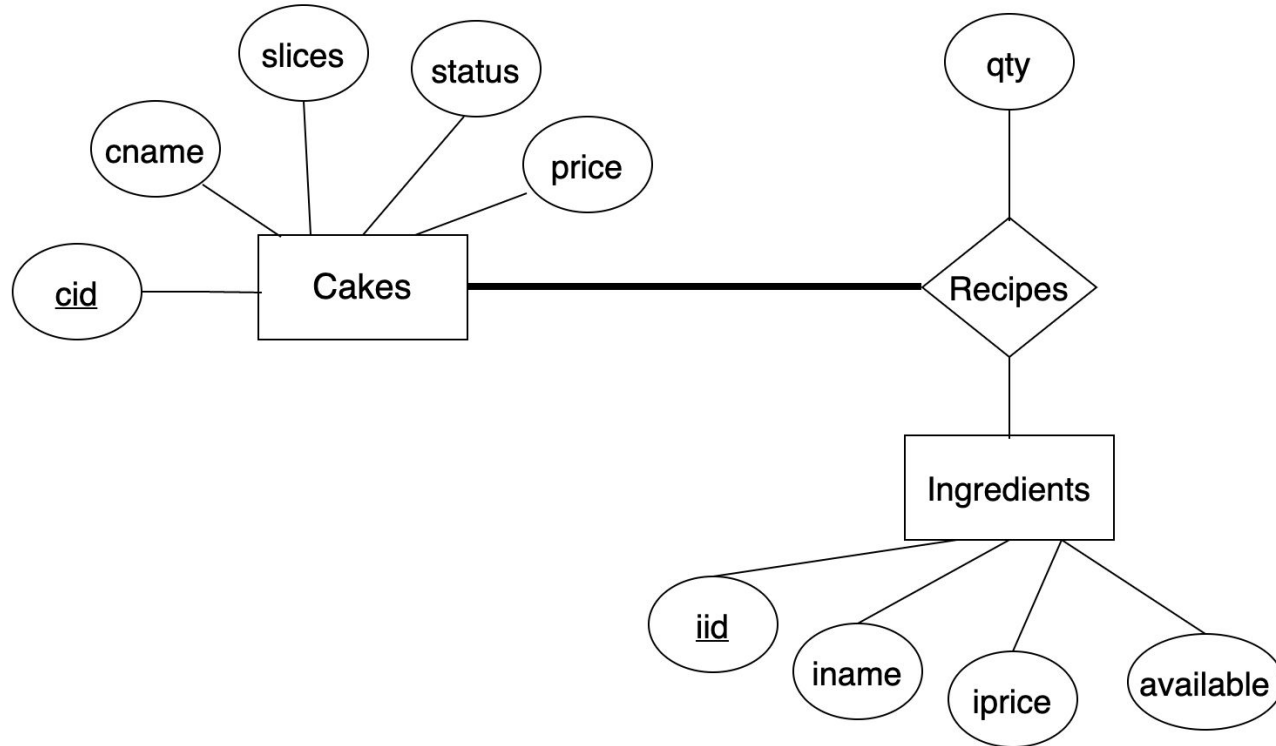 slices
status
qty
cname
price
cid
Cakes
Recipes
Ingredients
iid
iname
iprice
available